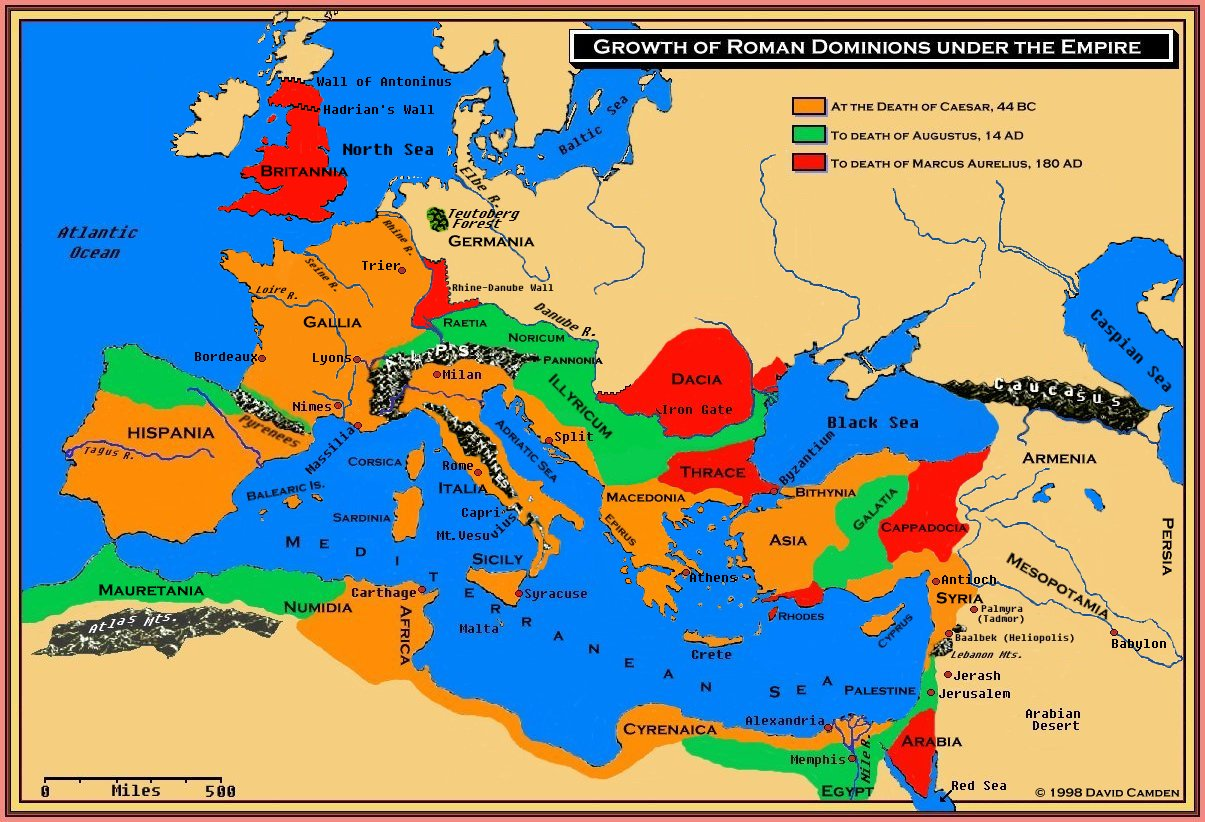 GROWTH OF ROMAN DOMINIONS UNDER THE EMPIRE
AT THE DEATH OF CAESAR, 44 BC
TO DEATH OF AUGUSTUS, 14 AD
TO DEATH OF MARCUS AURELIUS, 180 AD
Wall of Antoninus
Hadrian's Wall
North Sea
Baltic Sea
BRITANNIA
Elbe R.
Teutoberg
Forest
GERMANIA
Atlantic
Ocean
Rhine R.
Trier
Seine R.
Loire R.
Rhine-Danube Wall
GALLIA
RAETIA
NORICUM
Danube R.
Caspian Sea
Bordeaux
Lyons
ALPS
PANNONIA
Milan
ILLYRICUM
DACIA
Iron Gate
Caucasus
Nimes
Pyrenees
HISPANIA
Tagus R.
Massilia
CORSICA
APENNINES
ADRIATIC SEA
Split
Black Sea
Byzantium
ARMENIA
Rome
ITALIA
THRACE
BALEARIC IS.
SARDINIA
Capri
Mt.Vesuvius
MACEDONIA
EPIRUS
BITHYNIA
GALATIA
CAPPADOCIA
ASIA
PERSIA
MEDITERRANEAN SEA
SICILY
MESOPOTAMIA
MAURETANIA
NUMIDIA
Carthage
AFRICA
Syracuse
Athens
Antioch
SYRIA
Atlas Mts.
Malta
RHODES
CYPRUS
Palmyra
(Tadmor)
Baalbek (Heliopolis)
Lebanon Mts.
Babylon
Crete
Jerash
PALESTINE
Jerusalem
Arabian
Desert
CYRENAICA
Alexandria
ARABIA
Memphis
Nile R.
EGYPT
Red Sea
0 Miles 500
© 1998 DAVID CAMDEN